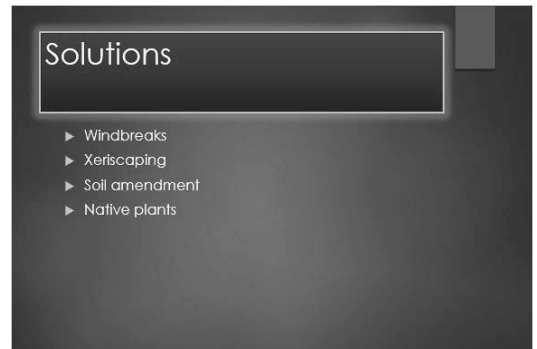 Solutions
Windbreaks
Xeriscaping
Soil amendment
Native plants